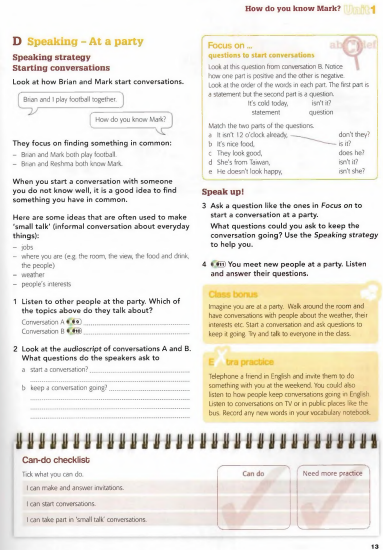 How do you know Mark? Unit 1
D Speaking – At a party
Speaking strategy
Starting conversations
Look at how Brian and Mark start conversations.
Brian and I play football together.
How do you know Mark?
They focus on finding something in common:
– Brian and Mark both play football.
– Brian and Reshma both know Mark.
When you start a conversation with someone
you do not know well, it is a good idea to find
something you have in common.
Here are some ideas that are often used to make
'small talk' (informal conversation about everyday
things):
– jobs
– where you are (e.g. the room, the view, the food and drink,
the people)
– weather
– people's interests
1 Listen to other people at the party. Which of
the topics above do they talk about?
Conversation A
Conversation B
2 Look at the audioscript of conversations A and B.
What questions do the speakers ask to
a start a conversation?
b keep a conversation going?
Focus on ...
questions to start conversations
Look at this question from conversation B. Notice
how one part is positive and the other is negative.
Look at the order of words in each part. The first part is
a statement but the second part is a question.
It's cold today, isn't it?
statement question
Match the two parts of the questions.
a It isn't 12 o'clock already, don't they?
b It's nice food, is it?
c They look good, does he?
d She's from Taiwan, isn't it?
e He doesn't look happy, isn't she?
Speak up!
3 Ask a question like the ones in Focus on to
start a conversation at a party.
What questions could you ask to keep the
conversation going? Use the Speaking strategy
to help you.
4 You meet new people at a party. Listen
and answer their questions.
Class bonus
Imagine you are at a party. Walk around the room and
have conversations with people about the weather, their
interests etc. Start a conversation and ask questions to
keep it going. Try and talk to everyone in the class.
Extra practice
Telephone a friend in English and invite them to do
something with you at the weekend. You could also
listen to how people keep conversations going in English.
Listen to conversations on TV or in public places like the
bus. Record any new words in your vocabulary notebook.
Can-do checklist
Tick what you can do.
Can do Need more practice
I can make and answer invitations.
I can start conversations.
I can take part in 'small talk' conversations.
13